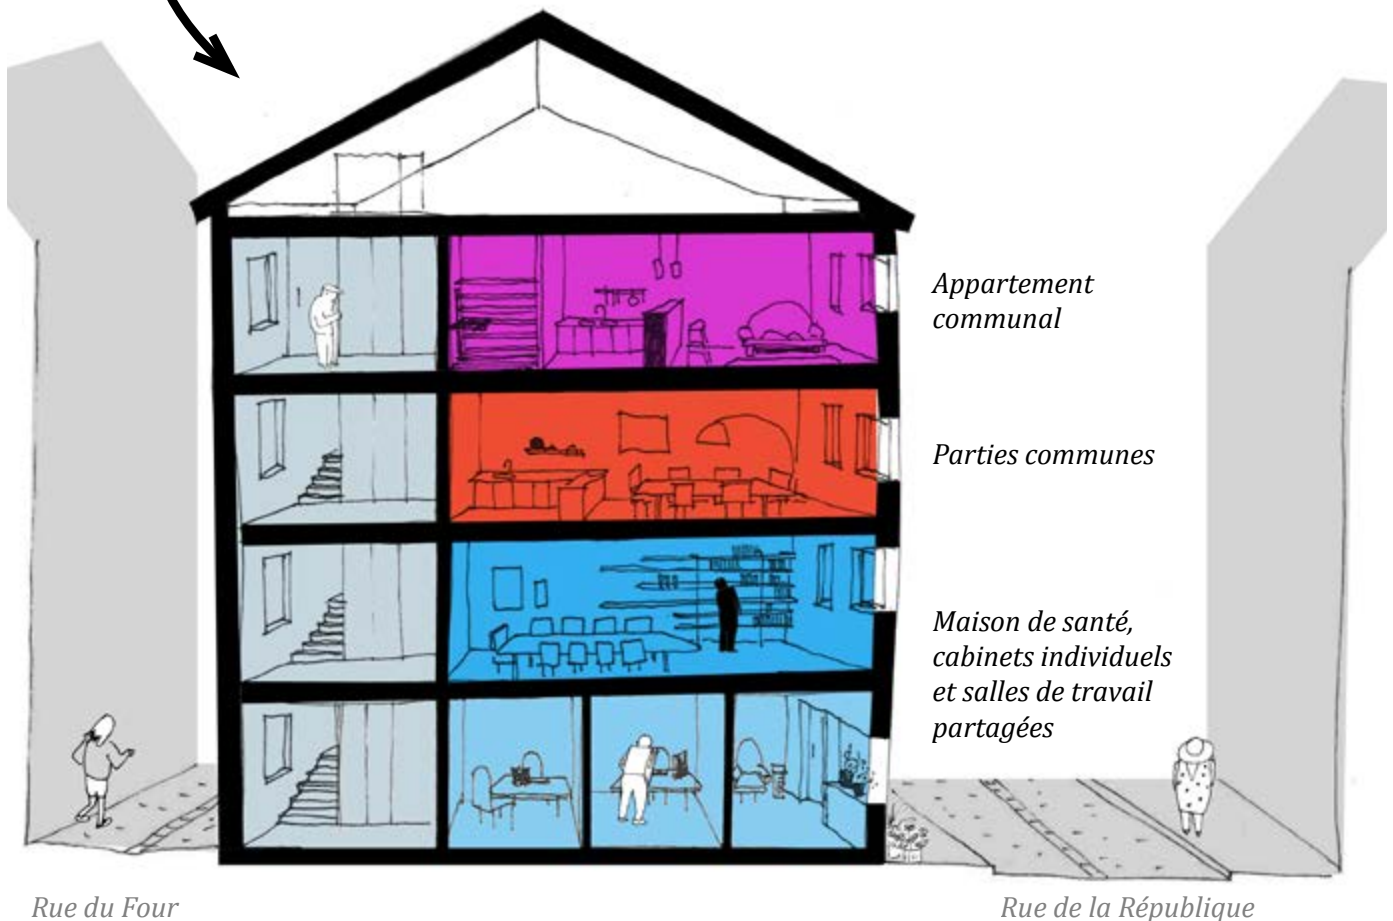 Appartement
communal
Parties communes
Maison de santé,
cabinets individuels
et salles de travail
partagées
Rue du Four
Rue de la République